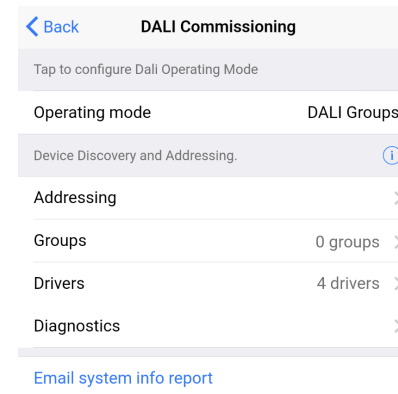 Back DALI Commissioning
Tap to configure Dali Operating Mode
Operating mode DALI Groups
Device Discovery and Addressing.
Addressing
Groups 0 groups
Drivers 4 drivers
Diagnostics
Email system info report